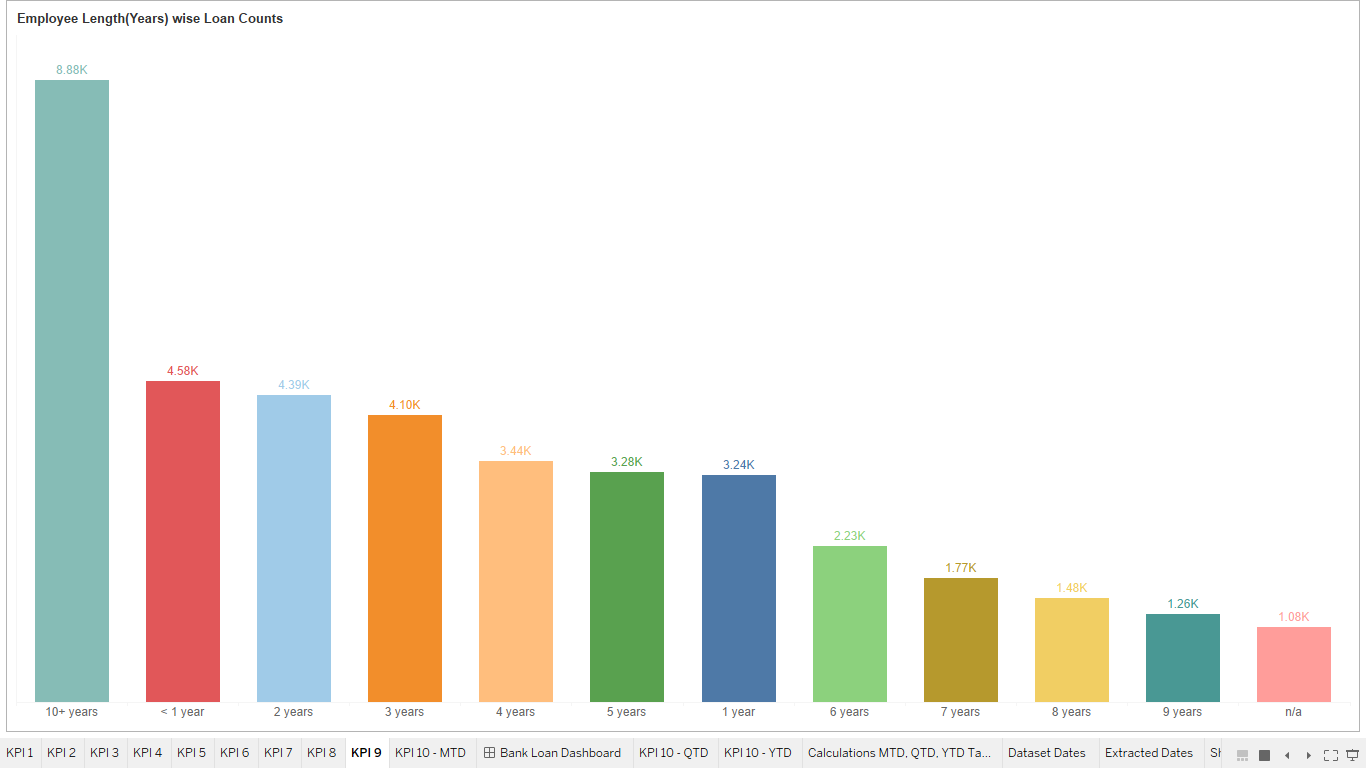 Employee Length(Years) wise Loan Counts
8.88K
4.58K
4.39K
4.10K
3.44K
3.28K
3.24K
2.23K
1.77K
1.48K
1.26K
1.08K
10+ years < 1 year 2 years 3 years 4 years 5 years 1 year 6 years 7 years 8 years 9 years n/a
KPI 1 KPI 2 KPI 3 KPI 4 KPI 5 KPI 6 KPI 7 KPI 8 KPI 9 KPI 10 - MTD Bank Loan Dashboard KPI 10 - QTD KPI 10 - YTD Calculations MTD, QTD, YTD Ta... Dataset Dates Extracted Dates